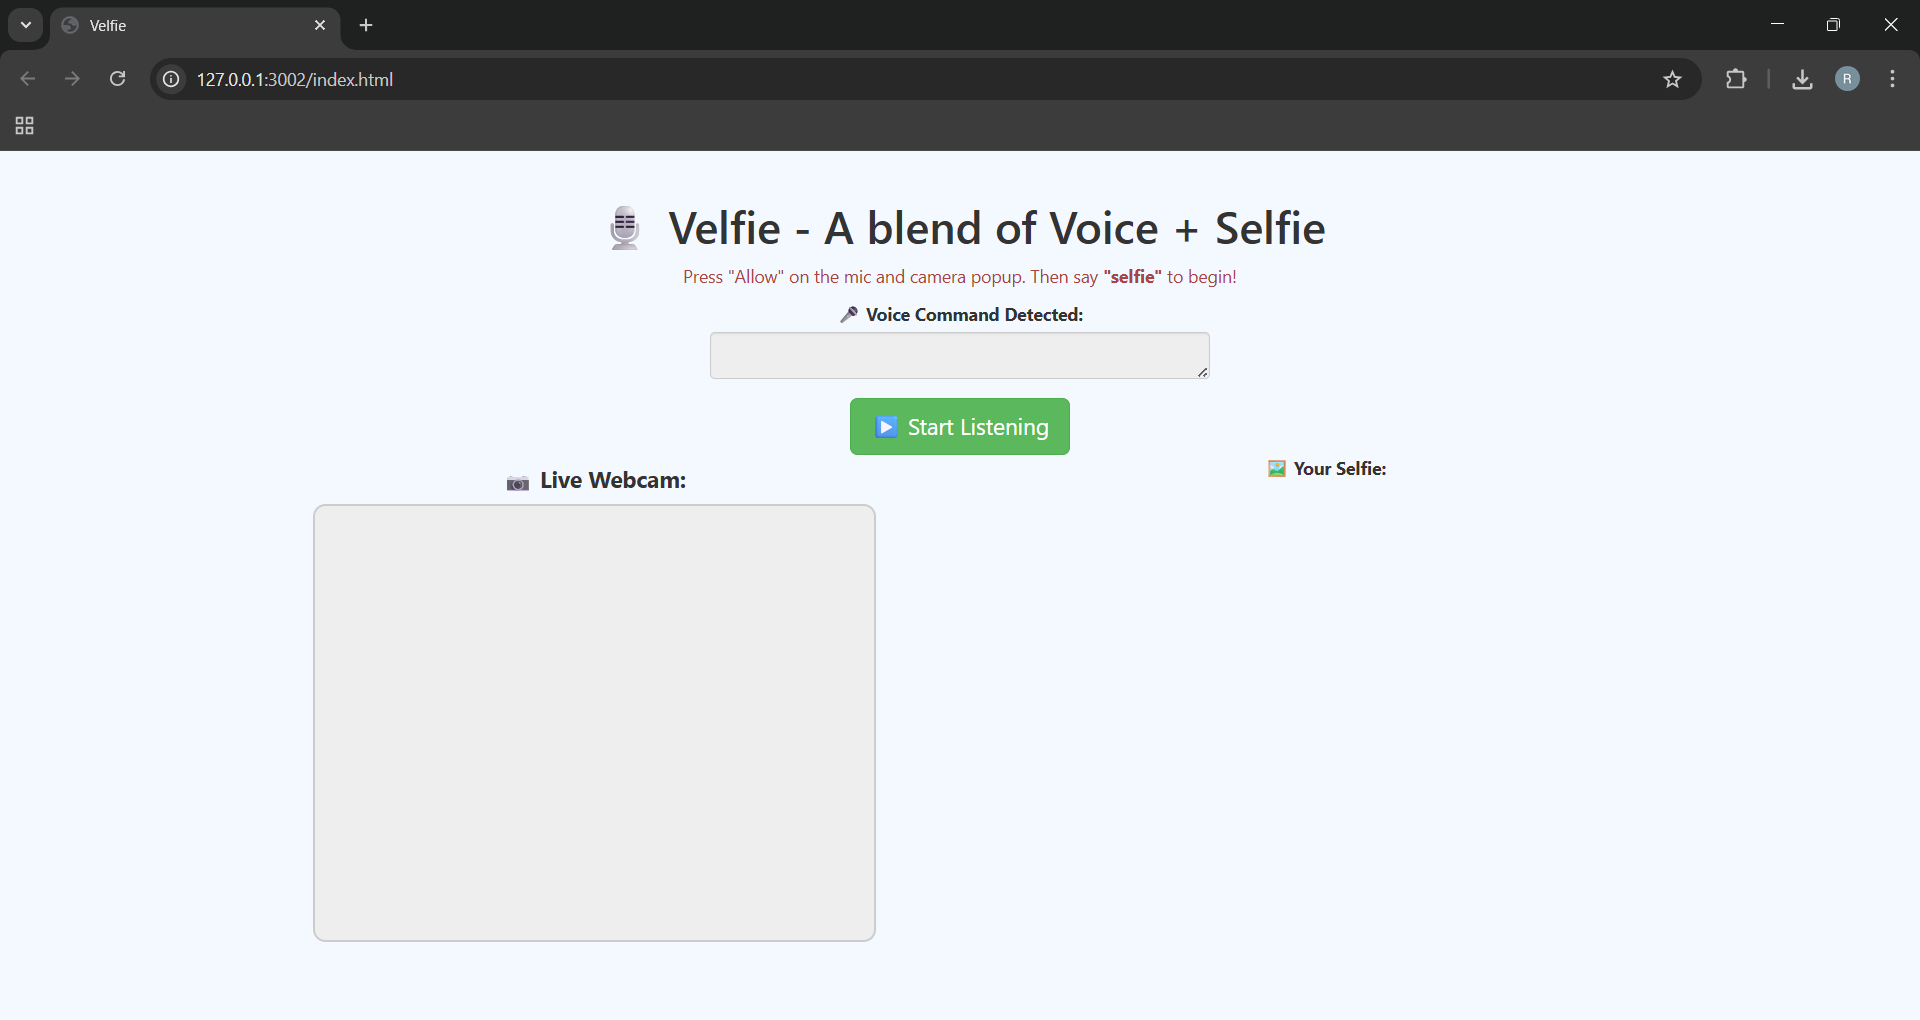 Velfie
127.0.0.1:3002/index.html
R
Velfie - A blend of Voice + Selfie
Press "Allow" on the mic and camera popup. Then say "selfie" to begin!
Voice Command Detected:
Start Listening
Live Webcam:
Your Selfie: